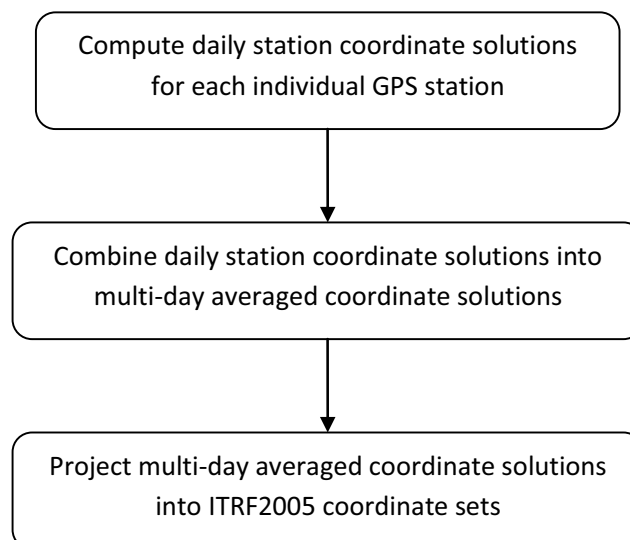 Compute daily station coordinate solutions
for each individual GPS station
Combine daily station coordinate solutions into
multi-day averaged coordinate solutions
Project multi-day averaged coordinate solutions
into ITRF2005 coordinate sets